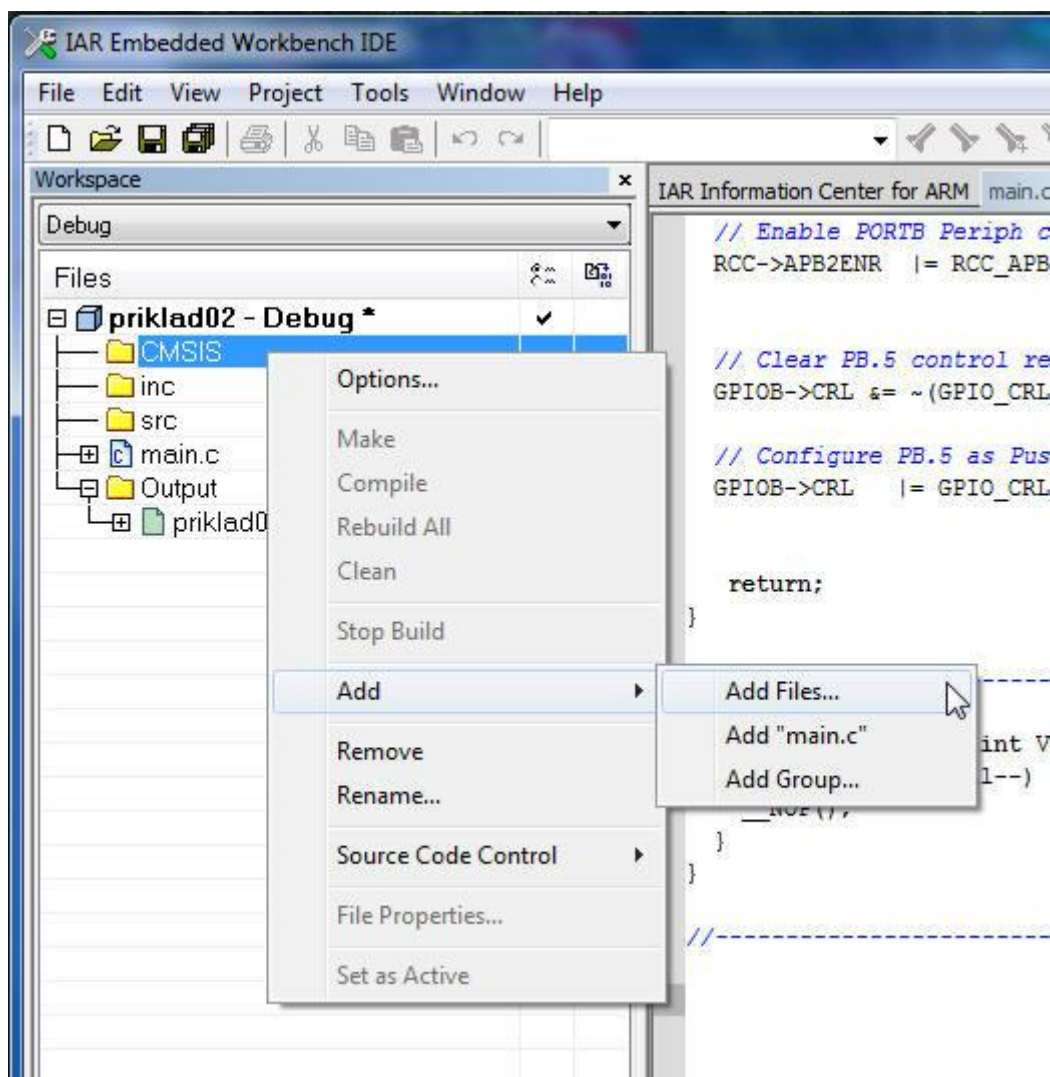 IAR Embedded Workbench IDE
File Edit View Project Tools Window Help
Workspace
Debug
Files
priklad02 - Debug *
CMSIS
inc
src
main.c
Output
priklad0
Options...
Make
Compile
Rebuild All
Clean
Stop Build
Add
Remove
Rename...
Source Code Control
File Properties...
Set as Active
Add Files...
Add "main.c"
Add Group...
IAR Information Center for ARM main.c
// Enable PORTB Periph c
RCC->APB2ENR |= RCC_APB
// Clear PB.5 control re
GPIOB->CRL &= ~(GPIO_CRL
// Configure PB.5 as Pus
GPIOB->CRL |= GPIO_CRL
return;
}
int V
l--)
__NOP();
}
}
//--------------------------